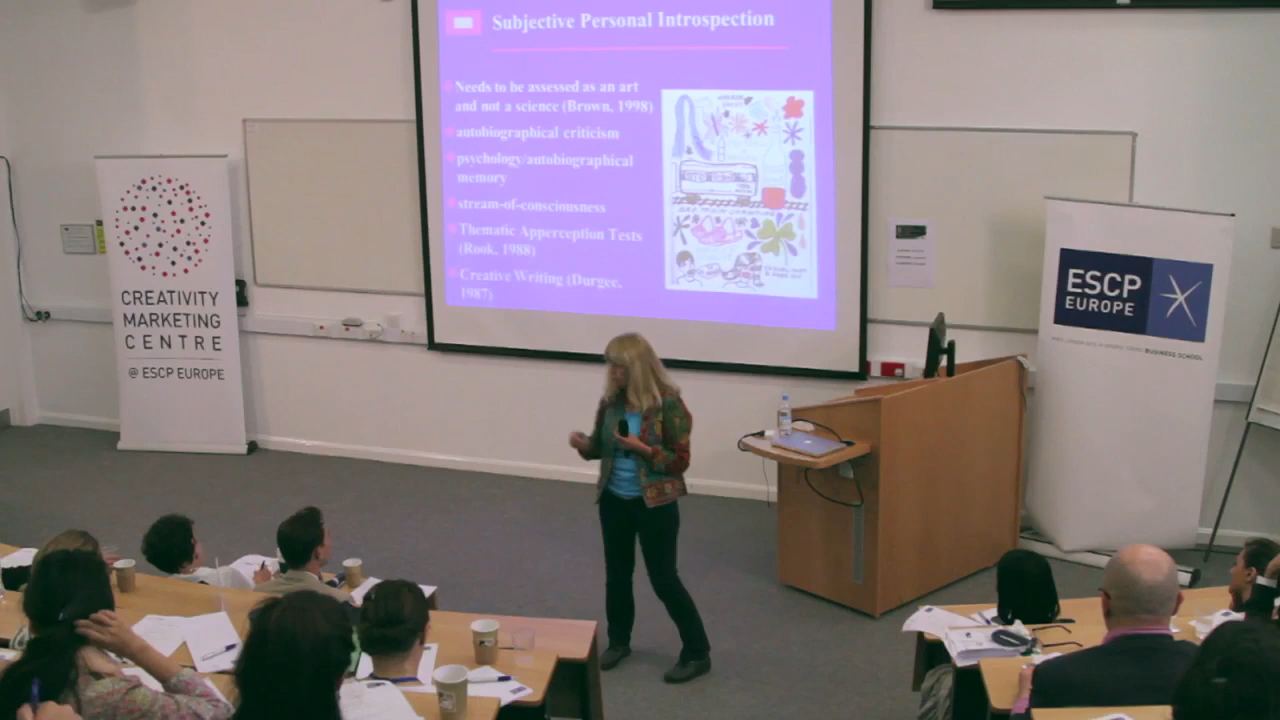 Subjective Personal Introspection
Needs to be assessed as an art
and not a science (Brown, 1998)
autobiographical criticism
psychology/autobiographical
memory
stream-of-consciousness
Thematic Apperception Tests
(Rook, 1988)
Creative Writing (Durgee,
1987)
CREATIVITY
MARKETING
CENTRE
@ ESCP EUROPE
ESCP
EUROPE
BUSINESS SCHOOL